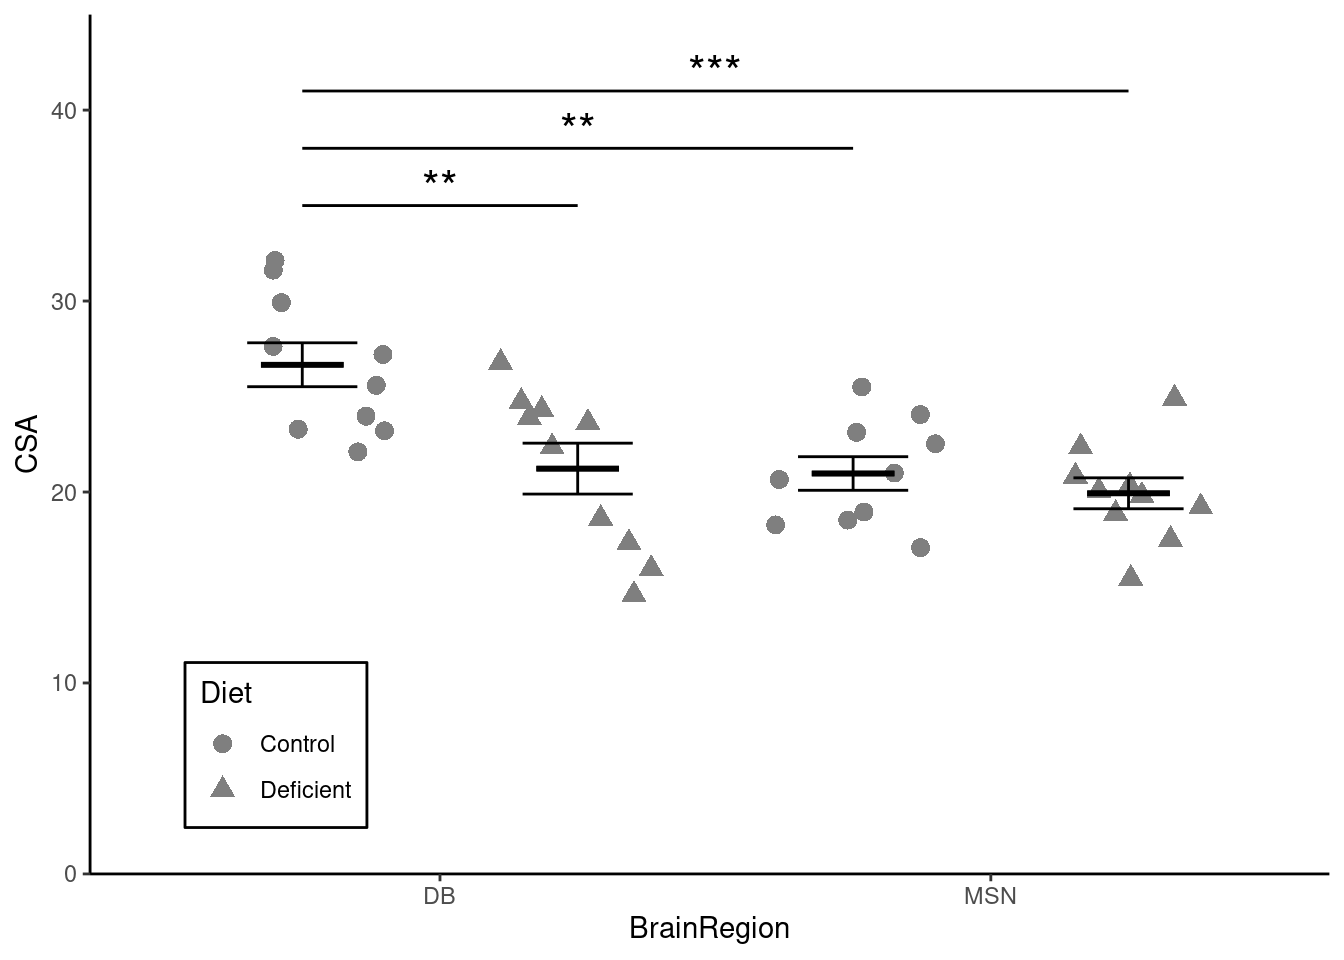 ***
**
**
40
30
20
10
0
CSA
Diet
Control
Deficient
DB
MSN
BrainRegion